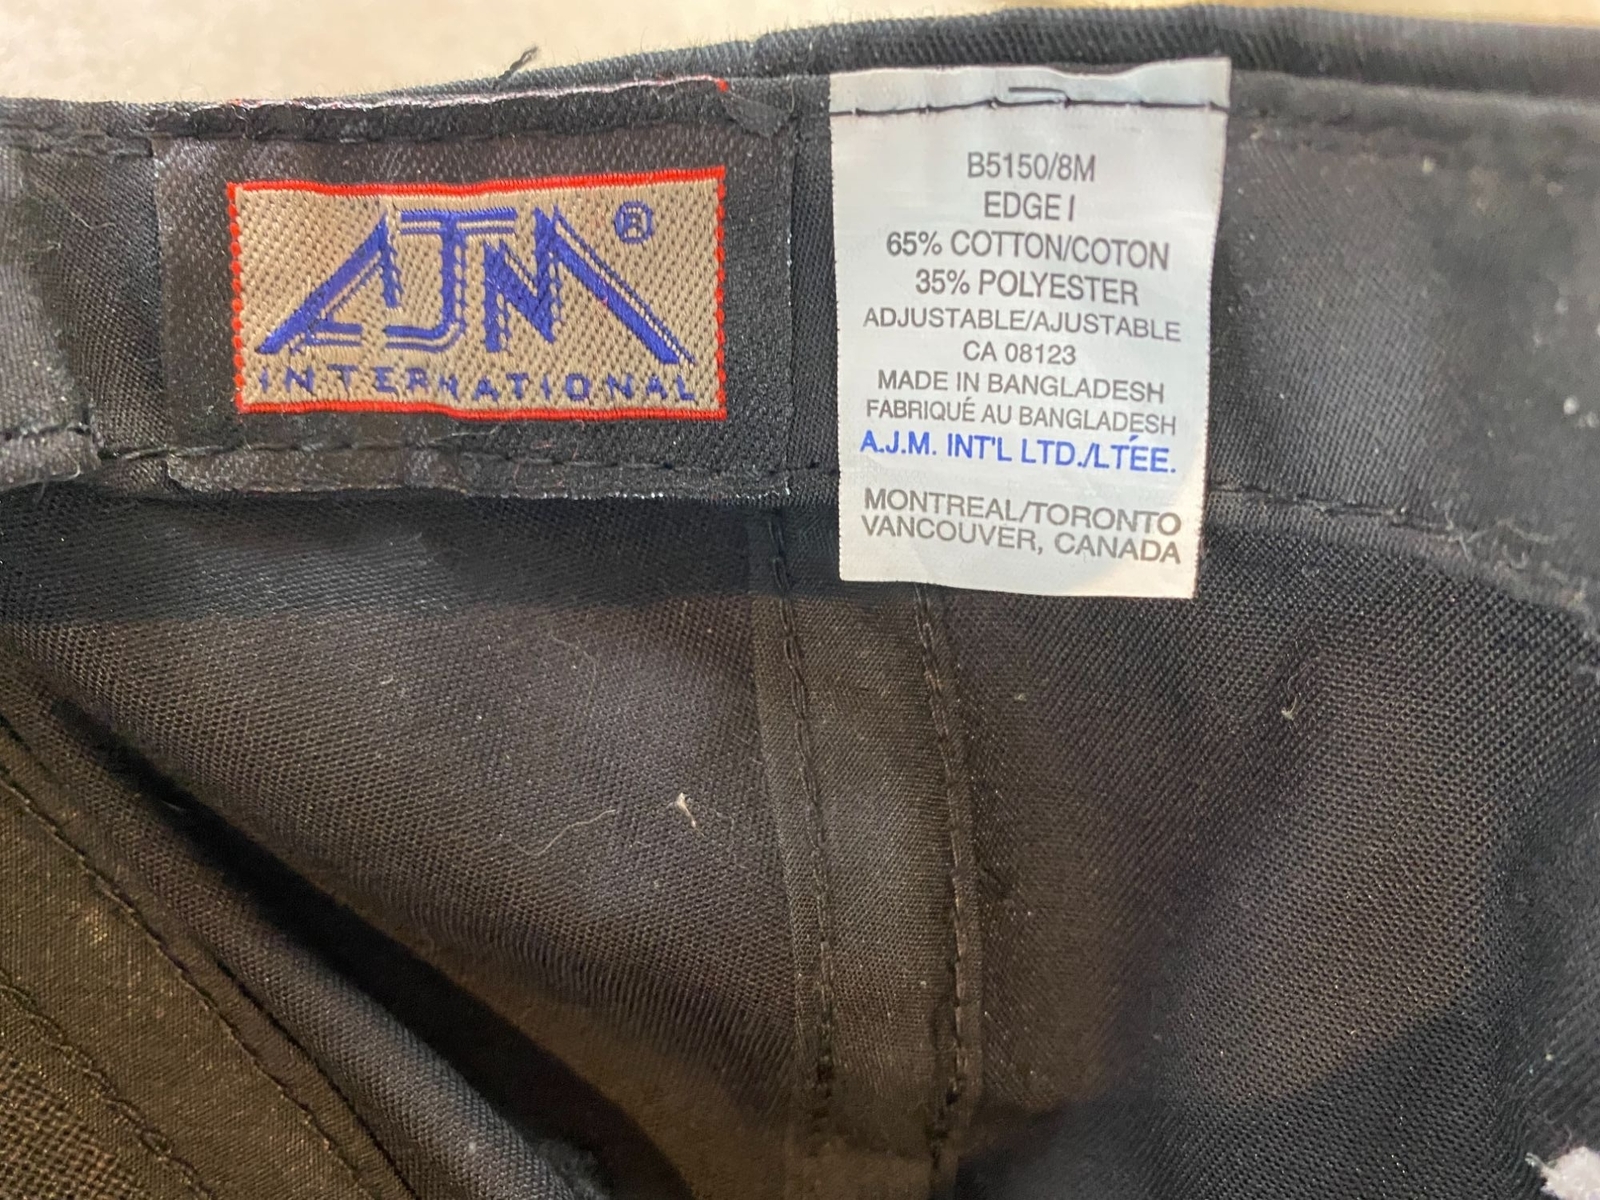 AJM ®
INTERNATIONAL
B5150/8M
EDGE I
65% COTTON/COTON
35% POLYESTER
ADJUSTABLE/AJUSTABLE
CA 08123
MADE IN BANGLADESH
FABRIQUÉ AU BANGLADESH
A.J.M. INT'L LTD./LTÉE.
MONTREAL/TORONTO
VANCOUVER, CANADA